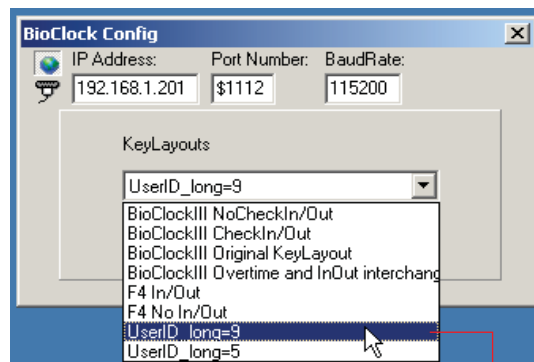 BioClock Config
IP Address: Port Number: BaudRate:
192.168.1.201 $1112 115200
KeyLayouts
UserID_long=9
BioClockIII NoCheckIn/Out
BioClockIII CheckIn/Out
BioClockIII Original KeyLayout
BioClockIII Overtime and InOut interchang
F4 In/Out
F4 No In/Out
UserID_long=9
UserID_long=5